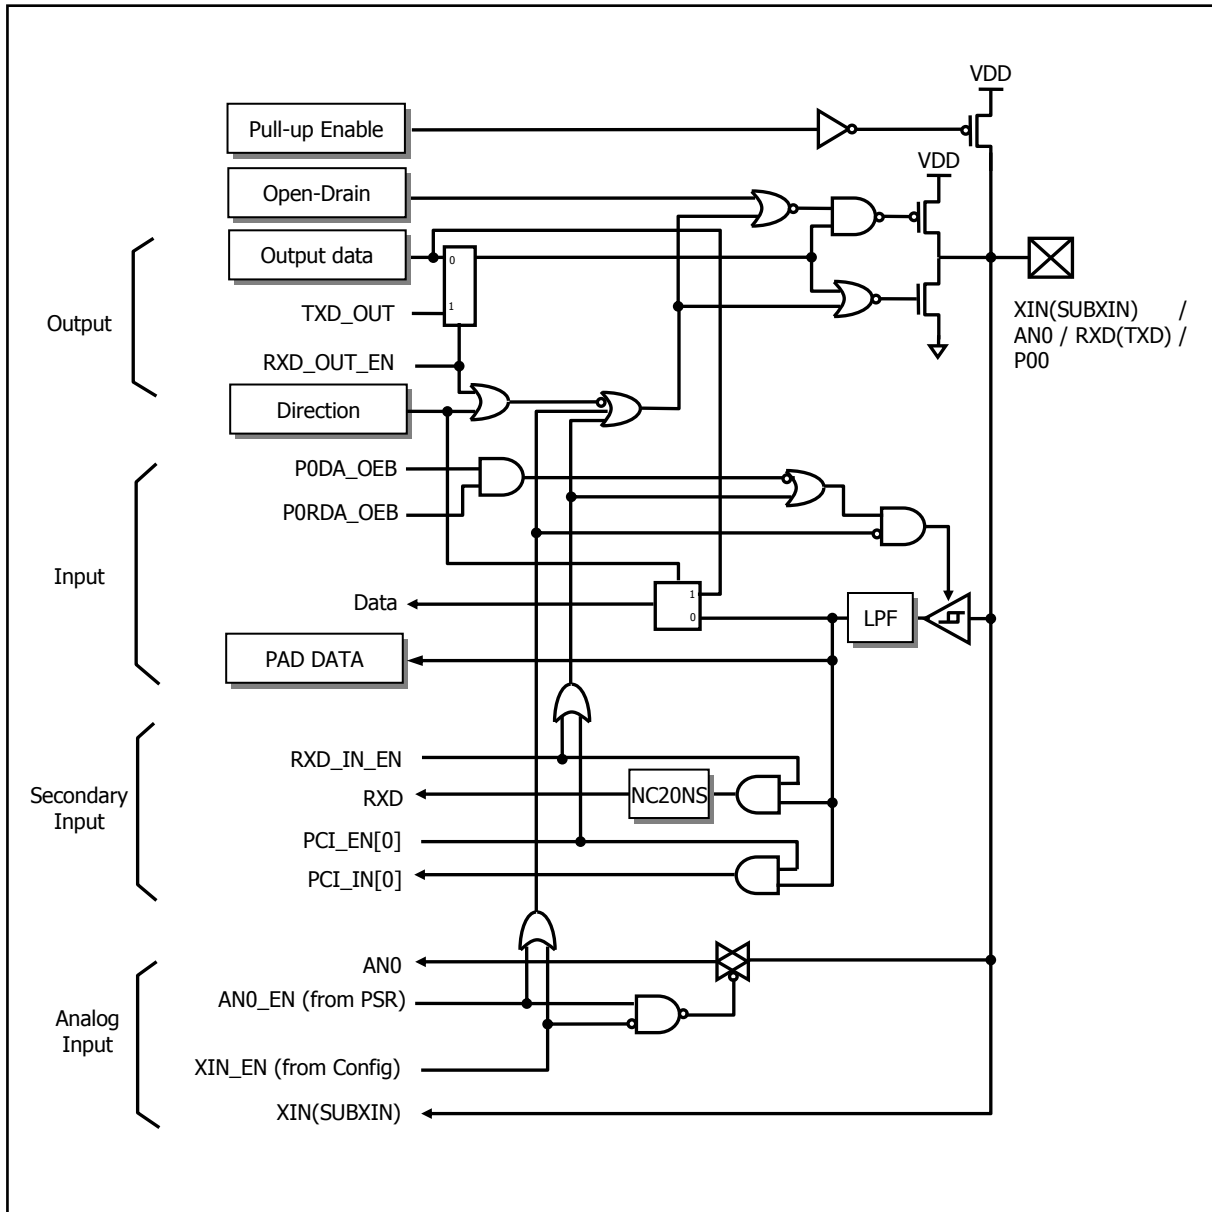 VDD
Pull-up Enable
VDD
Open-Drain
Output data
0
TXD_OUT
1
XIN(SUBXIN) /
AN0 / RXD(TXD) /
P00
Output
RXD_OUT_EN
Direction
P0DA_OEB
P0RDA_OEB
Input
Data
1
0
LPF
PAD DATA
RXD_IN_EN
Secondary
Input
RXD
NC20NS
PCI_EN[0]
PCI_IN[0]
AN0
AN0_EN (from PSR)
Analog
Input
XIN_EN (from Config)
XIN(SUBXIN)